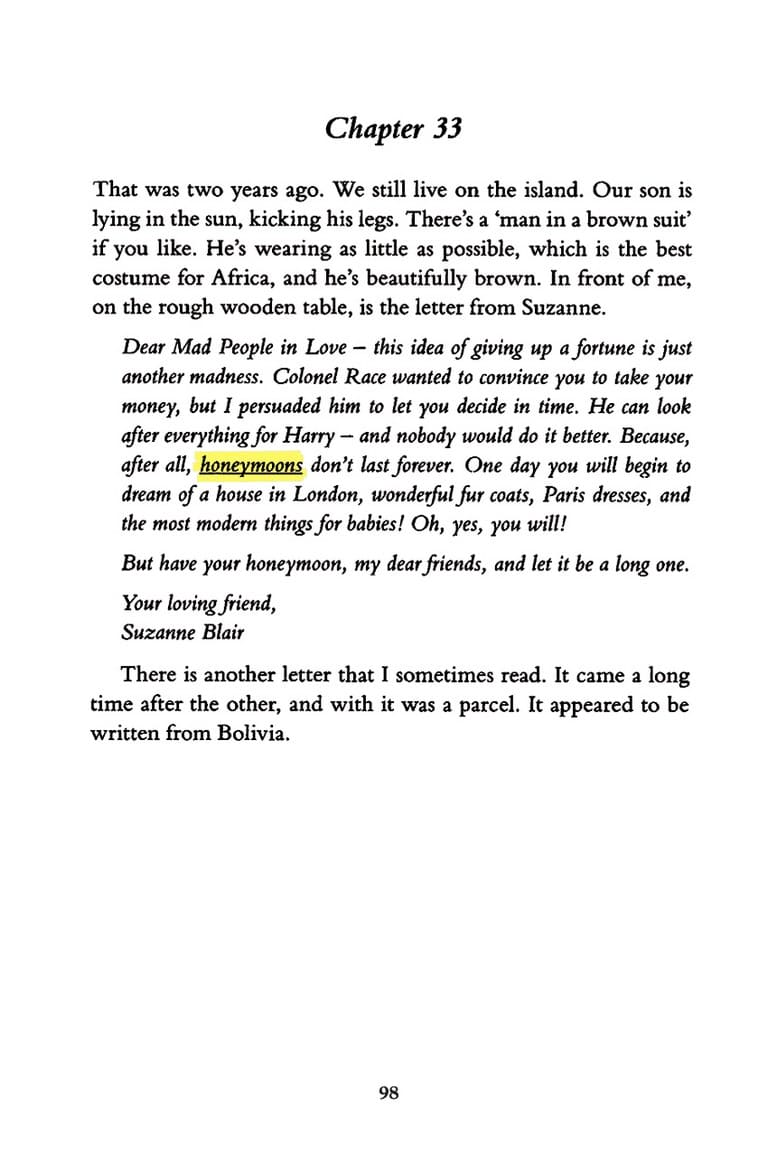 Chapter 33
That was two years ago. We still live on the island. Our son is
lying in the sun, kicking his legs. There's a ‘man in a brown suit’
if you like. He's wearing as little as possible, which is the best
costume for Africa, and he's beautifully brown. In front of me,
on the rough wooden table, is the letter from Suzanne.
Dear Mad People in Love – this idea of giving up a fortune is just
another madness. Colonel Race wanted to convince you to take your
money, but I persuaded him to let you decide in time. He can look
after everything for Harry – and nobody would do it better. Because,
after all, honeymoons don't last forever. One day you will begin to
dream of a house in London, wonderful fur coats, Paris dresses, and
the most modern things for babies! Oh, yes, you will!
But have your honeymoon, my dear friends, and let it be a long one.
Your loving friend,
Suzanne Blair
There is another letter that I sometimes read. It came a long
time after the other, and with it was a parcel. It appeared to be
written from Bolivia.
98